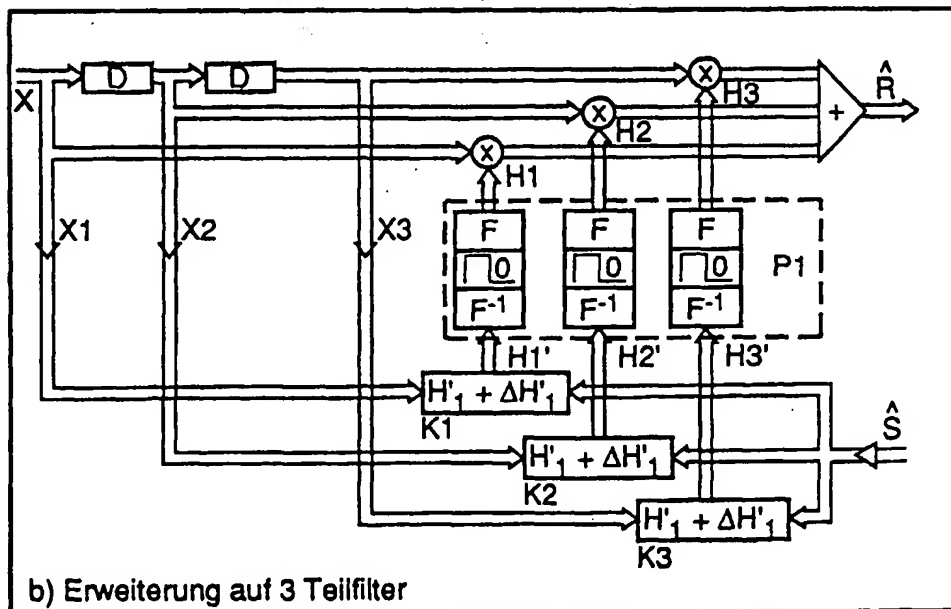 D D
X
x H3
x H2
x H1
+
R̂
X1 X2 X3
F F F
0 0 0
F⁻¹ F⁻¹ F⁻¹
P1
H1' H2' H3'
H'₁ + ΔH'₁
K1
Ŝ
H'₁ + ΔH'₁
K2
H'₁ + ΔH'₁
K3
b) Erweiterung auf 3 Teilfilter